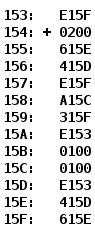 153:   E15F
154: + 0200
155:   615E
156:   415D
157:   E15F
158:   A15C
159:   315F
15A:   E153
15B:   0100
15C:   0100
15D:   E153
15E:   415D
15F:   615E